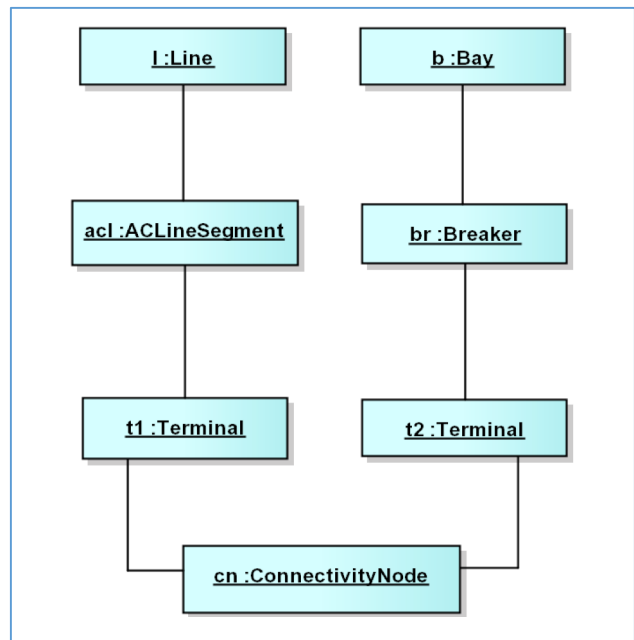 l :Line
b :Bay
acl :ACLineSegment
br :Breaker
t1 :Terminal
t2 :Terminal
cn :ConnectivityNode